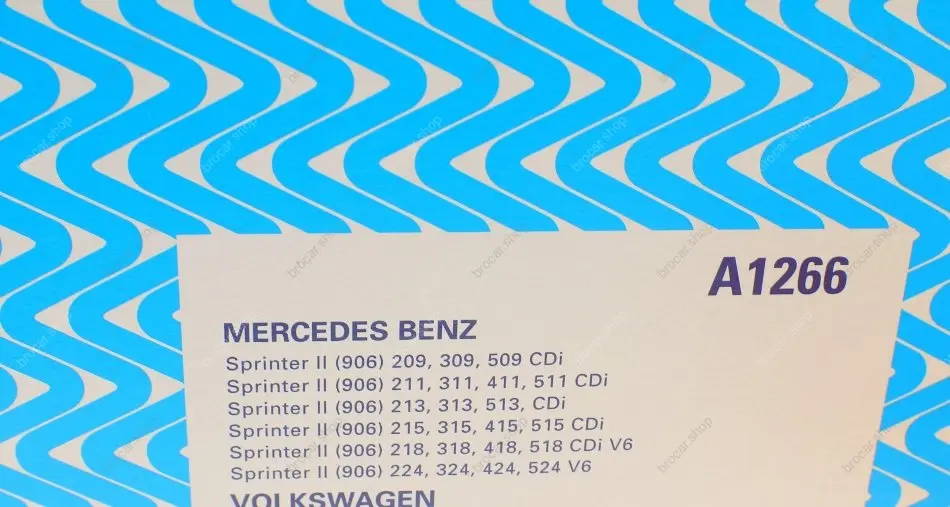 A1266
MERCEDES BENZ
Sprinter II (906) 209, 309, 509 CDi
Sprinter II (906) 211, 311, 411, 511 CDi
Sprinter II (906) 213, 313, 513, CDi
Sprinter II (906) 215, 315, 415, 515 CDi
Sprinter II (906) 218, 318, 418, 518 CDi V6
Sprinter II (906) 224, 324, 424, 524 V6
VOLKSWAGEN
brocar.shop